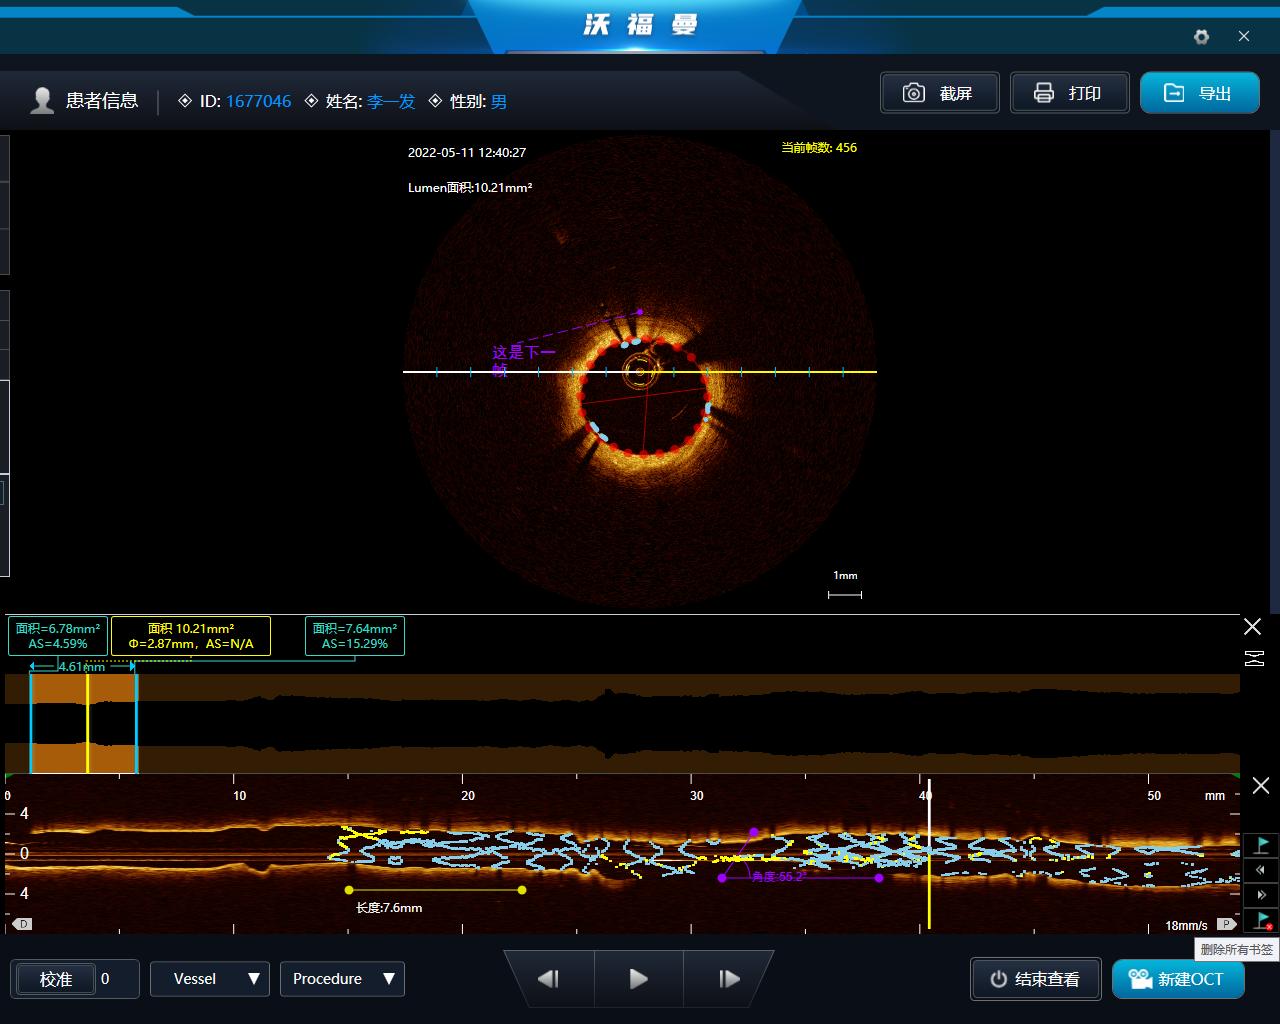 沃福曼
患者信息
ID: 1677046
姓名: 李一发
性别: 男
截屏
打印
导出
2022-05-11 12:40:27
当前帧数: 456
Lumen面积:10.21mm²
这是下一
帧
1mm
面积=6.78mm²
AS=4.59%
面积 10.21mm²
Φ=2.87mm，AS=N/A
面积=7.64mm²
AS=15.29%
4.61mm
0
10
20
30
40
50
mm
4
0
4
角度:55.2°
长度:7.6mm
D
18mm/s
P
删除所有书签
校准
0
Vessel
Procedure
结束查看
新建OCT